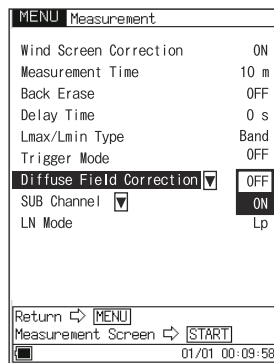 MENU Measurement
Wind Screen Correction ON
Measurement Time 10 m
Back Erase OFF
Delay Time 0 s
Lmax/Lmin Type Band
Trigger Mode OFF
Diffuse Field Correction OFF
SUB Channel ON
LN Mode Lp
Return MENU
Measurement Screen START
01/01 00:09:58